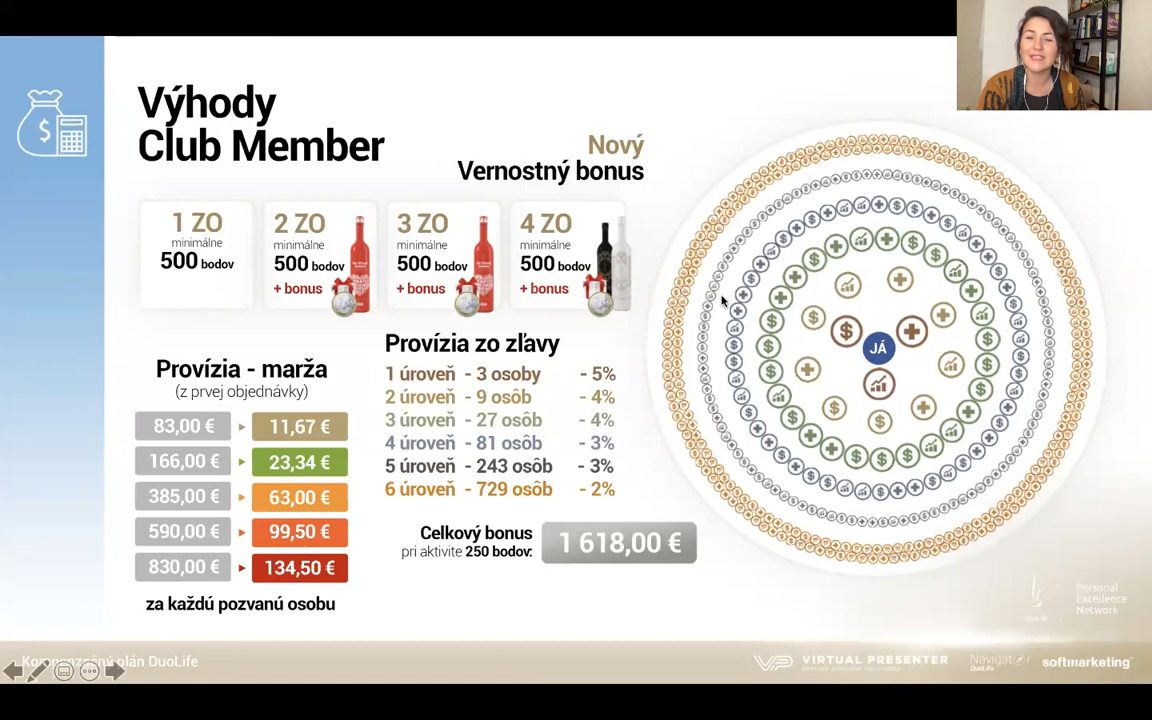 Výhody
Club Member
Nový
Vernostný bonus
1 ZO
minimálne
500 bodov
2 ZO
minimálne
500 bodov
+ bonus
3 ZO
minimálne
500 bodov
+ bonus
4 ZO
minimálne
500 bodov
+ bonus
Provízia - marža
(z prvej objednávky)
83,00 € 11,67 €
166,00 € 23,34 €
385,00 € 63,00 €
590,00 € 99,50 €
830,00 € 134,50 €
za každú pozvanú osobu
Provízia zo zľavy
1 úroveň - 3 osoby - 5%
2 úroveň - 9 osôb - 4%
3 úroveň - 27 osôb - 4%
4 úroveň - 81 osôb - 3%
5 úroveň - 243 osôb - 3%
6 úroveň - 729 osôb - 2%
Celkový bonus
pri aktivite 250 bodov:
1 618,00 €
JÁ
Personal
Excellence
Network
Kompenzačný plán DuoLife
VP VIRTUAL PRESENTER
Navigator
DuoLife
softmarketing